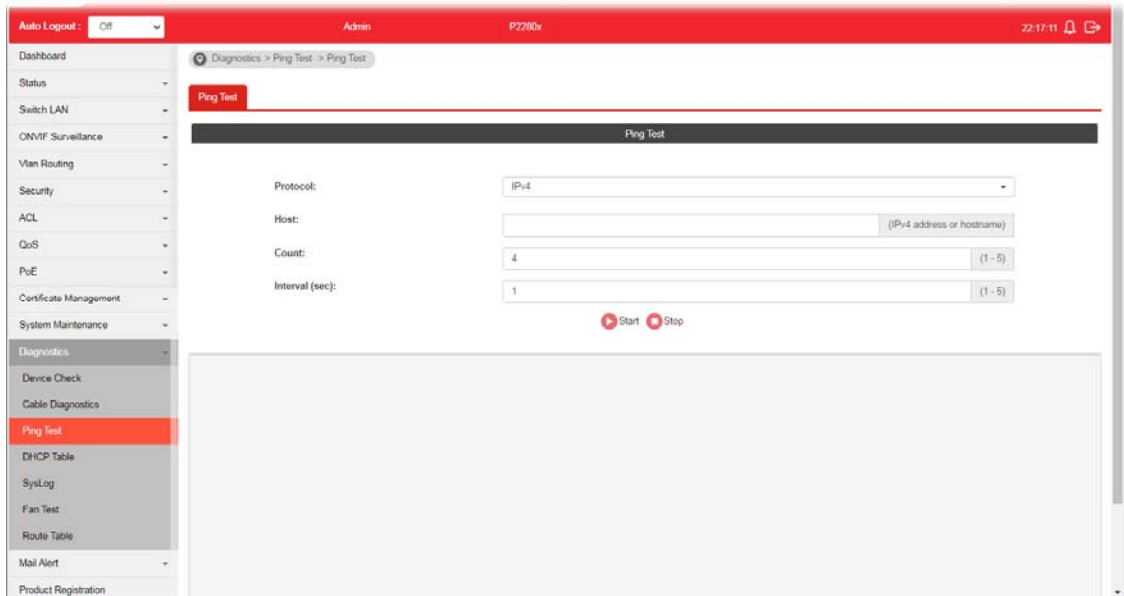 Auto Logout : Off Admin P2280x 22:17:11
Dashboard
Status
Switch LAN
ONVIF Surveillance
Vlan Routing
Security
ACL
QoS
PoE
Certificate Management
System Maintenance
Diagnostics
Device Check
Cable Diagnostics
Ping Test
DHCP Table
SysLog
Fan Test
Route Table
Mail Alert
Product Registration
Diagnostics > Ping Test > Ping Test
Ping Test
Ping Test
Protocol: IPv4
Host: (IPv4 address or hostname)
Count: 4 (1 - 5)
Interval (sec): 1 (1 - 5)
Start Stop